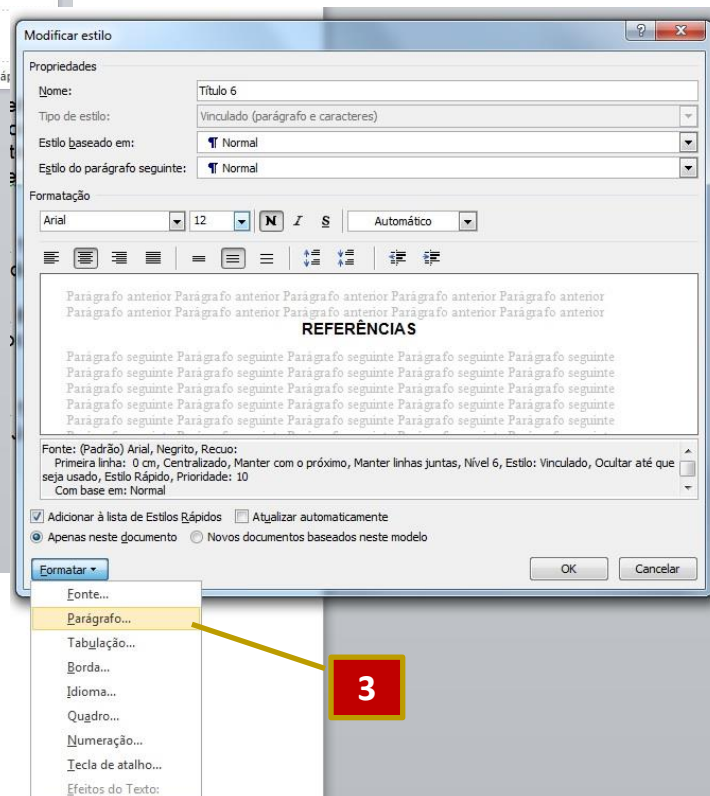 Modificar estilo
Propriedades
Nome: Título 6
Tipo de estilo: Vinculado (parágrafo e caracteres)
Estilo baseado em: ¶ Normal
Estilo do parágrafo seguinte: ¶ Normal
Formatação
Arial 12 N I S Automático
Parágrafo anterior Parágrafo anterior Parágrafo anterior Parágrafo anterior Parágrafo anterior
Parágrafo anterior Parágrafo anterior Parágrafo anterior Parágrafo anterior Parágrafo anterior
REFERÊNCIAS
Parágrafo seguinte Parágrafo seguinte Parágrafo seguinte Parágrafo seguinte Parágrafo seguinte
Parágrafo seguinte Parágrafo seguinte Parágrafo seguinte Parágrafo seguinte Parágrafo seguinte
Parágrafo seguinte Parágrafo seguinte Parágrafo seguinte Parágrafo seguinte Parágrafo seguinte
Parágrafo seguinte Parágrafo seguinte Parágrafo seguinte Parágrafo seguinte Parágrafo seguinte
Parágrafo seguinte Parágrafo seguinte Parágrafo seguinte Parágrafo seguinte Parágrafo seguinte
Fonte: (Padrão) Arial, Negrito, Recuo:
Primeira linha: 0 cm, Centralizado, Manter com o próximo, Manter linhas juntas, Nível 6, Estilo: Vinculado, Ocultar até que
seja usado, Estilo Rápido, Prioridade: 10
Com base em: Normal
Adicionar à lista de Estilos Rápidos Atualizar automaticamente
Apenas neste documento Novos documentos baseados neste modelo
Formatar OK Cancelar
Fonte...
Parágrafo...
Tabulação...
Borda...
3
Idioma...
Quadro...
Numeração...
Tecla de atalho...
Efeitos do Texto: